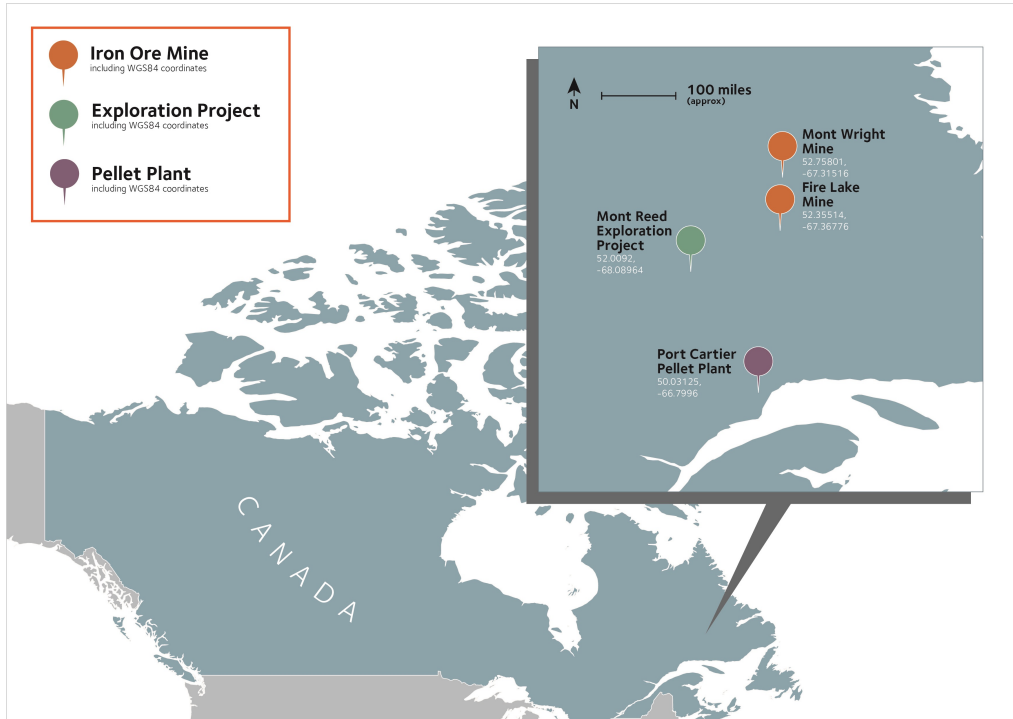 Iron Ore Mine
including WGS84 coordinates
Exploration Project
including WGS84 coordinates
Pellet Plant
including WGS84 coordinates
N
100 miles
(approx)
Mont Wright
Mine
52.75801,
-67.31516
Fire Lake
Mine
52.35514,
-67.36776
Mont Reed
Exploration
Project
52.0092,
-68.08964
Port Cartier
Pellet Plant
50.03125,
-66.7996
CANADA